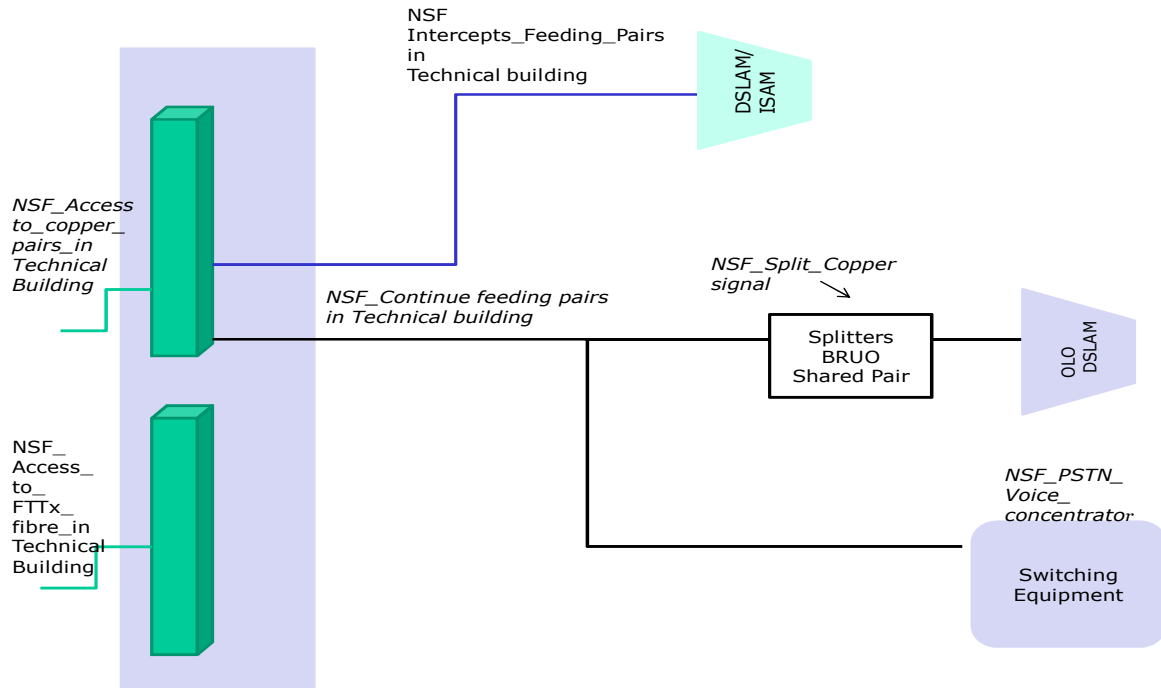 NSF
Intercepts_Feeding_Pairs
in
Technical building
DSLAM/
ISAM
NSF_Access
to_copper_
pairs_in
Technical
Building
NSF_Continue feeding pairs
in Technical building
NSF_Split_Copper
signal
Splitters
BRUO
Shared Pair
OLO
DSLAM
NSF_
Access_
to_
FTTx_
fibre_in
Technical
Building
NSF_PSTN_
Voice_
concentrator
Switching
Equipment